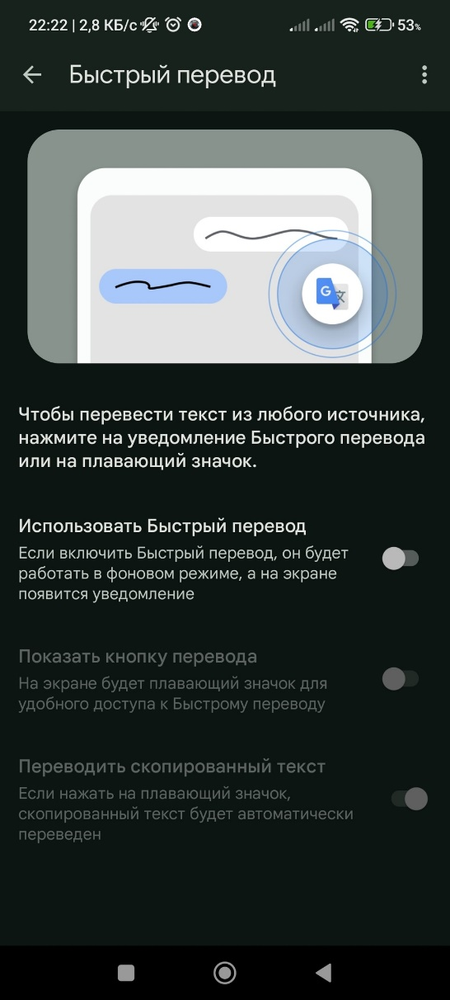 22:22 | 2,8 КБ/с 53%
Быстрый перевод
G 文
Чтобы перевести текст из любого источника,
нажмите на уведомление Быстрого перевода
или на плавающий значок.
Использовать Быстрый перевод
Если включить Быстрый перевод, он будет
работать в фоновом режиме, а на экране
появится уведомление
Показать кнопку перевода
На экране будет плавающий значок для
удобного доступа к Быстрому переводу
Переводить скопированный текст
Если нажать на плавающий значок,
скопированный текст будет автоматически
переведен